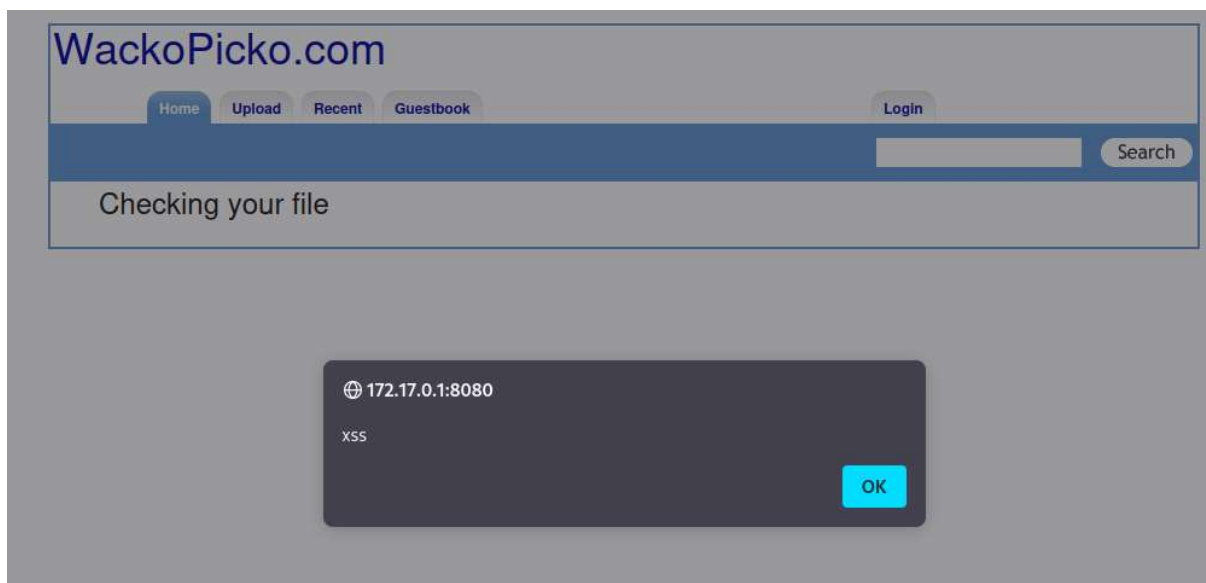 WackoPicko.com
Home Upload Recent Guestbook Login
Search
Checking your file
172.17.0.1:8080
xss
OK